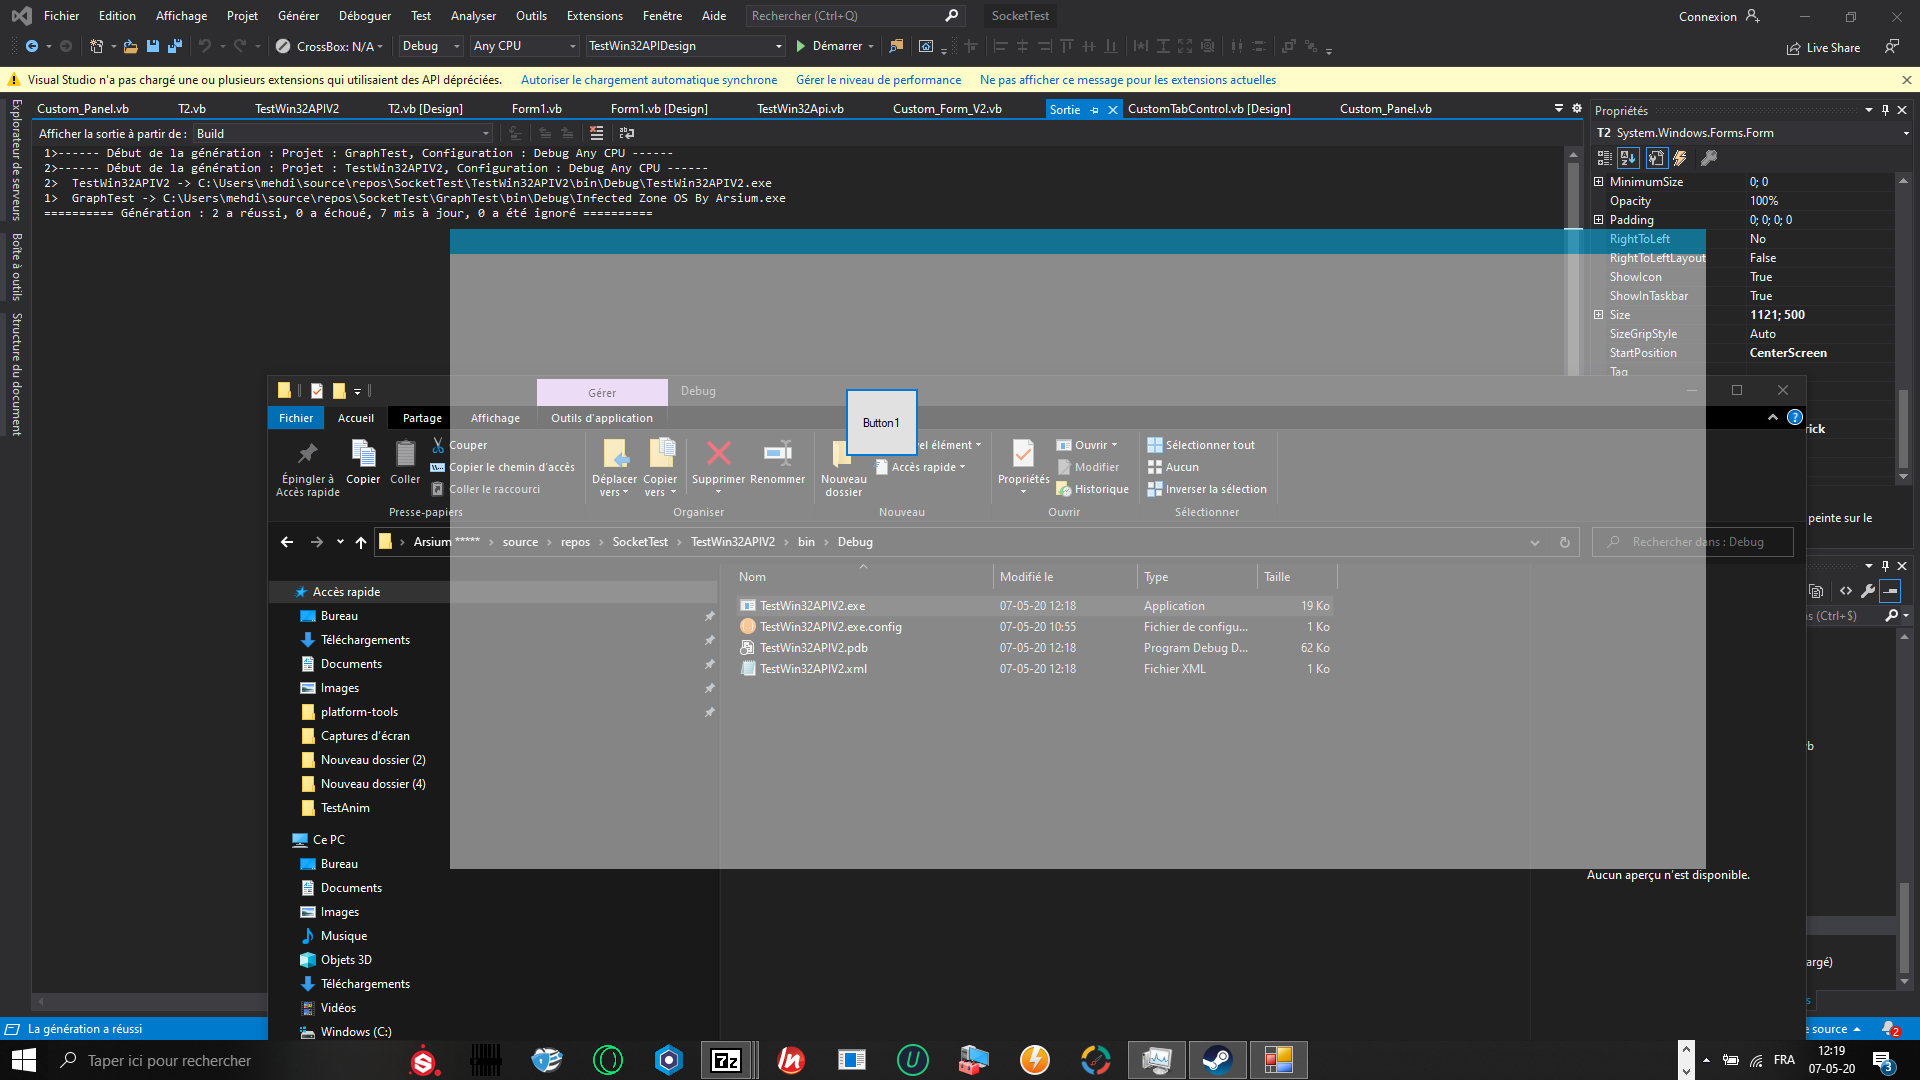 Fichier Edition Affichage Projet Générer Déboguer Test Analyser Outils Extensions Fenêtre Aide Rechercher (Ctrl+Q) SocketTest Connexion
CrossBox: N/A Debug Any CPU TestWin32APIDesign Démarrer Live Share
Visual Studio n'a pas chargé une ou plusieurs extensions qui utilisaient des API dépréciées. Autoriser le chargement automatique synchrone Gérer le niveau de performance Ne pas afficher ce message pour les extensions actuelles
Custom_Panel.vb T2.vb TestWin32APIV2 T2.vb [Design] Form1.vb Form1.vb [Design] TestWin32Api.vb Custom_Form_V2.vb Sortie CustomTabControl.vb [Design] Custom_Panel.vb
Explorateur de serveurs
Boîte à outils
Structure du document
Afficher la sortie à partir de : Build
1>------ Début de la génération : Projet : GraphTest, Configuration : Debug Any CPU ------
2>------ Début de la génération : Projet : TestWin32APIV2, Configuration : Debug Any CPU ------
2>  TestWin32APIV2 -> C:\Users\mehdi\source\repos\SocketTest\TestWin32APIV2\bin\Debug\TestWin32APIV2.exe
1>  GraphTest -> C:\Users\mehdi\source\repos\SocketTest\GraphTest\bin\Debug\Infected Zone OS By Arsium.exe
========== Génération : 2 a réussi, 0 a échoué, 7 mis à jour, 0 a été ignoré ==========
Propriétés
T2 System.Windows.Forms.Form
MinimumSize 0; 0
Opacity 100%
Padding 0; 0; 0; 0
RightToLeft No
RightToLeftLayout False
ShowIcon True
ShowInTaskbar True
Size 1121; 500
SizeGripStyle Auto
StartPosition CenterScreen
Tag
rick
peinte sur le
(Ctrl+$)
Gérer Debug
Fichier Accueil Partage Affichage Outils d'application
Button1
Épingler à Accès rapide
Copier
Coller
Couper
Copier le chemin d'accès
Coller le raccourci
Presse-papiers
Déplacer vers
Copier vers
Supprimer
Renommer
Organiser
Nouveau dossier
el élément
Accès rapide
Nouveau
Propriétés
Ouvrir
Modifier
Historique
Ouvrir
Sélectionner tout
Aucun
Inverser la sélection
Sélectionner
Arsium ***** › source › repos › SocketTest › TestWin32APIV2 › bin › Debug
Rechercher dans : Debug
Nom Modifié le Type Taille
TestWin32APIV2.exe 07-05-20 12:18 Application 19 Ko
TestWin32APIV2.exe.config 07-05-20 10:55 Fichier de configu... 1 Ko
TestWin32APIV2.pdb 07-05-20 12:18 Program Debug D... 62 Ko
TestWin32APIV2.xml 07-05-20 12:18 Fichier XML 1 Ko
Accès rapide
Bureau
Téléchargements
Documents
Images
platform-tools
Captures d'écran
Nouveau dossier (2)
Nouveau dossier (4)
TestAnim
Ce PC
Bureau
Documents
Images
Musique
Objets 3D
Téléchargements
Vidéos
Windows (C:)
Aucun aperçu n'est disponible.
argé)
La génération a réussi
source
2
Taper ici pour rechercher
7z
FRA
12:19
07-05-20
3